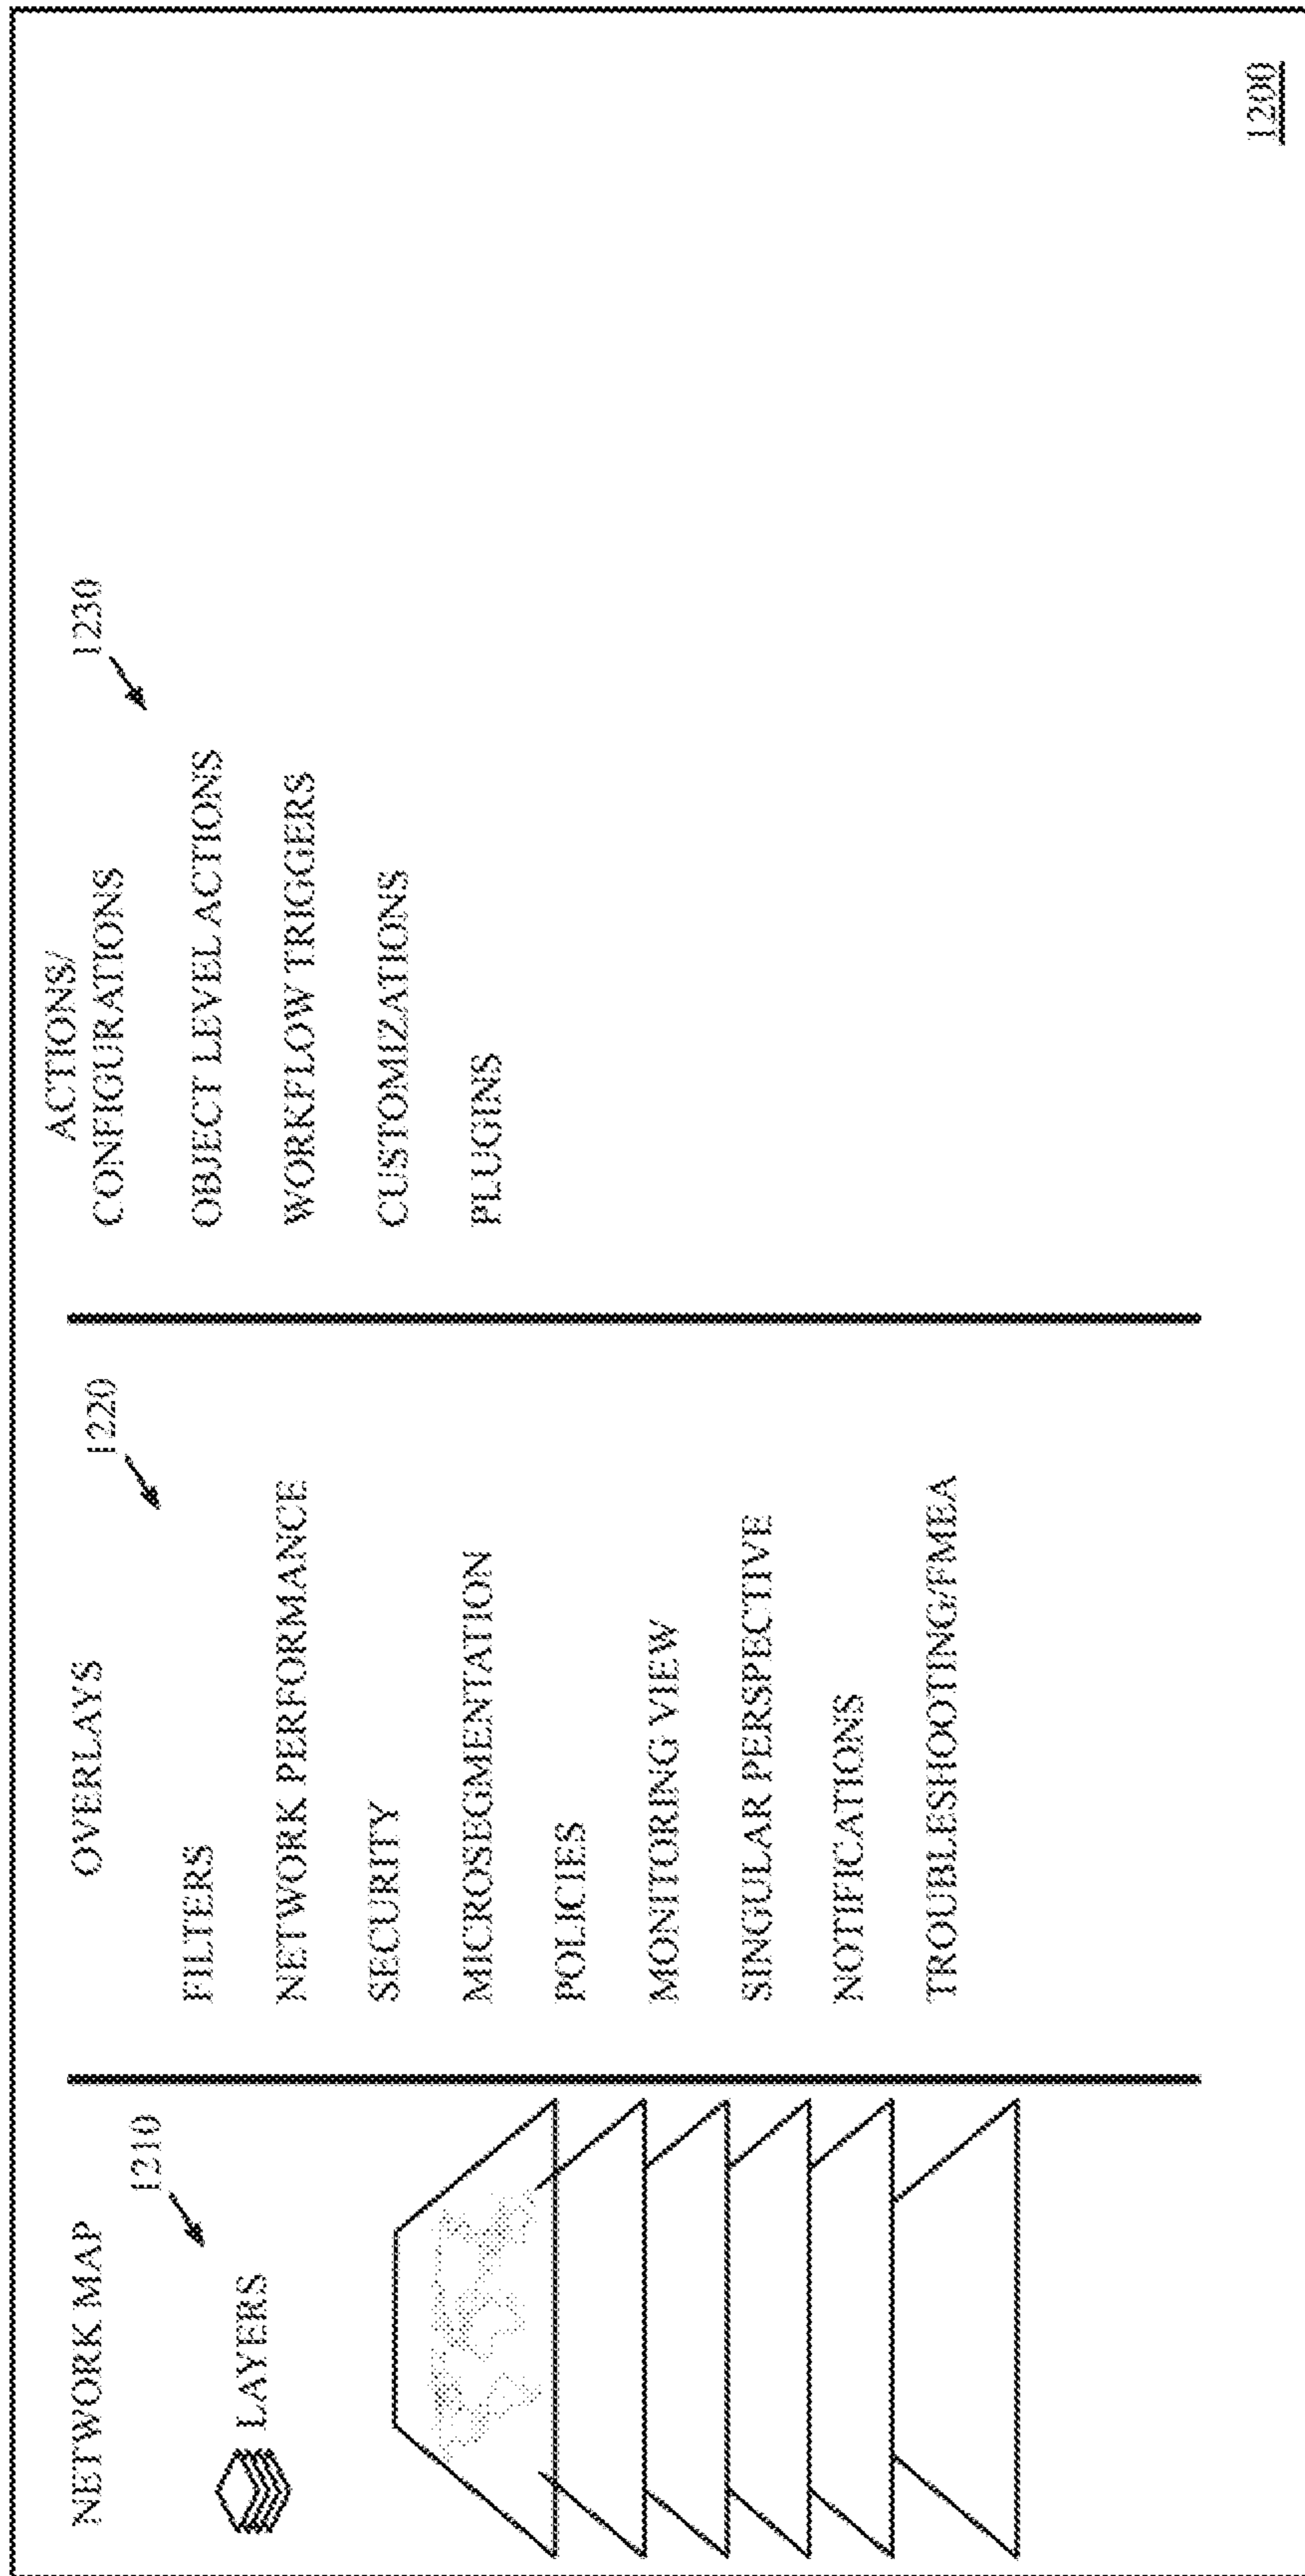 NETWORK MAP
1210
LAYERS
OVERLAYS
1220
FILTERS
NETWORK PERFORMANCE
SECURITY
MICROSEGMENTATION
POLICIES
MONITORING VIEW
SINGULAR PERSPECTIVE
NOTIFICATIONS
TROUBLESHOOTING/FMEA
ACTIONS/
CONFIGURATIONS
1230
OBJECT LEVEL ACTIONS
WORKFLOW TRIGGERS
CUSTOMIZATIONS
PLUGINS
1200